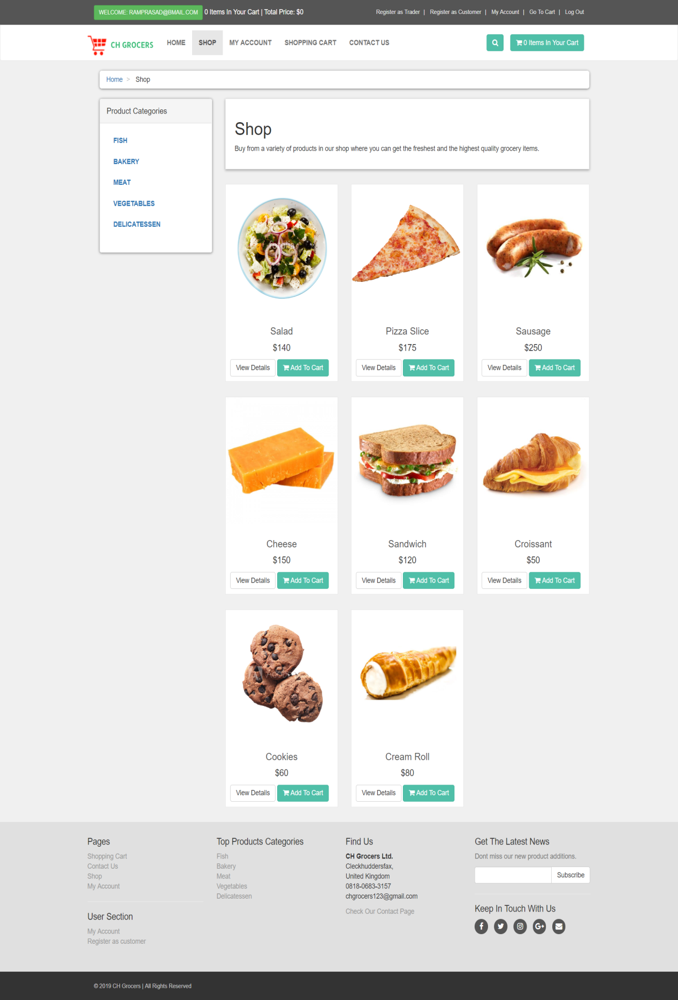 WELCOME: RAMPRASAD@BMAIL.COM 0 Items In Your Cart | Total Price: $0
Register as Trader | Register as Customer | My Account | Go To Cart | Log Out
CH GROCERS HOME SHOP MY ACCOUNT SHOPPING CART CONTACT US 0 Items In Your Cart
Home > Shop
Product Categories
FISH
BAKERY
MEAT
VEGETABLES
DELICATESSEN
Shop
Buy from a variety of products in our shop where you can get the freshest and the highest quality grocery items.
Salad
$140
View Details Add To Cart
Pizza Slice
$175
View Details Add To Cart
Sausage
$250
View Details Add To Cart
Cheese
$150
View Details Add To Cart
Sandwich
$120
View Details Add To Cart
Croissant
$50
View Details Add To Cart
Cookies
$60
View Details Add To Cart
Cream Roll
$80
View Details Add To Cart
Pages
Shopping Cart
Contact Us
Shop
My Account
User Section
My Account
Register as customer
Top Products Categories
Fish
Bakery
Meat
Vegetables
Delicatessen
Find Us
CH Grocers Ltd.
Cleckhuddersfax,
United Kingdom
0818-0683-3157
chgrocers123@gmail.com
Check Our Contact Page
Get The Latest News
Dont miss our new product additions.
Subscribe
Keep In Touch With Us
© 2019 CH Grocers | All Rights Reserved